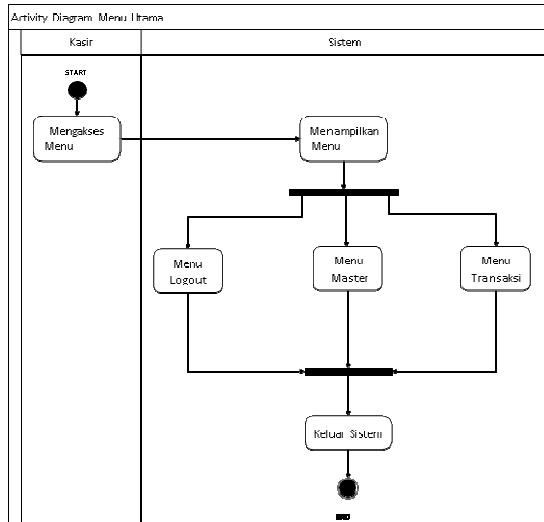 Activity Diagram Menu Utama
Kasir
Sistem
START
Mengakses
Menu
Menampilkan
Menu
Menu
Logout
Menu
Master
Menu
Transaksi
Keluar Sistem
END